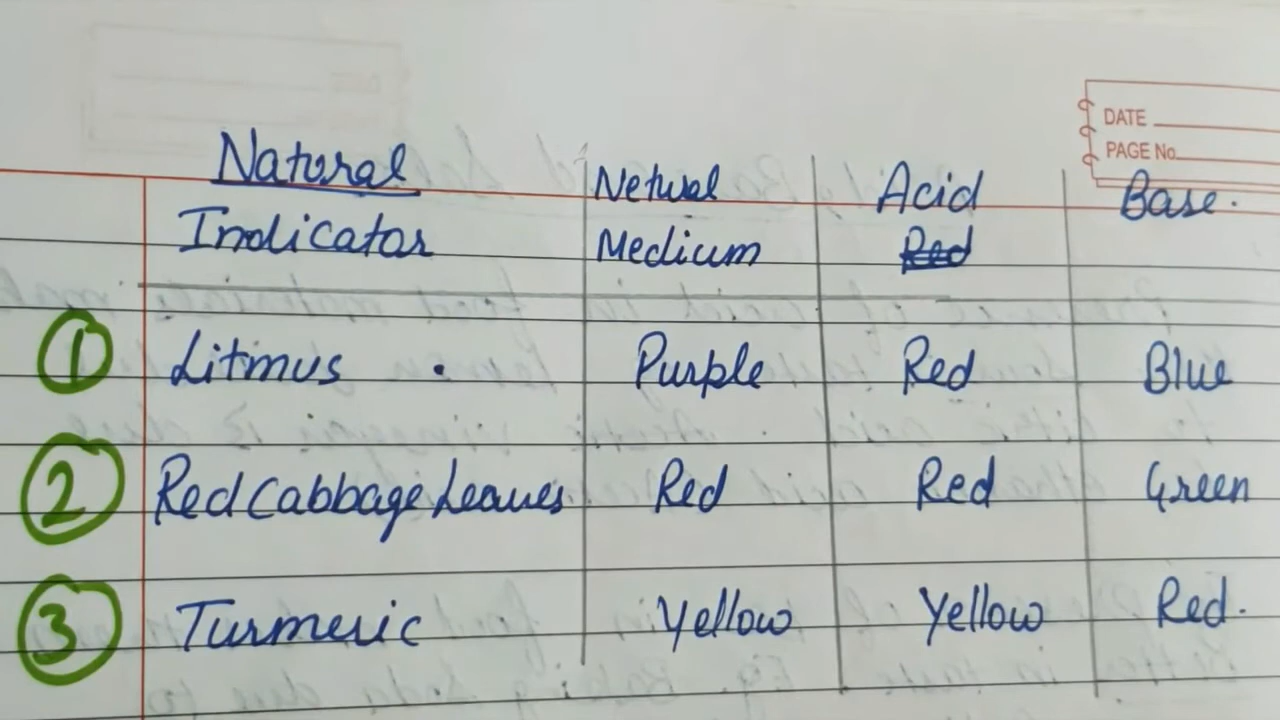 DATE
PAGE No.
Natural Netural Acid Base.
Indicator Medium Red
1 Litmus . Purple Red Blue
2 Red Cabbage Leaves Red Red Green
3 Turmeric Yellow Yellow Red.